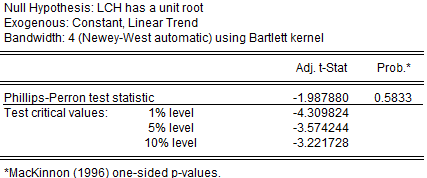 Null Hypothesis: LCH has a unit root
Exogenous: Constant, Linear Trend
Bandwidth: 4 (Newey-West automatic) using Bartlett kernel
Adj. t-Stat Prob.*
Phillips-Perron test statistic -1.987880 0.5833
Test critical values: 1% level -4.309824
5% level -3.574244
10% level -3.221728
*MacKinnon (1996) one-sided p-values.